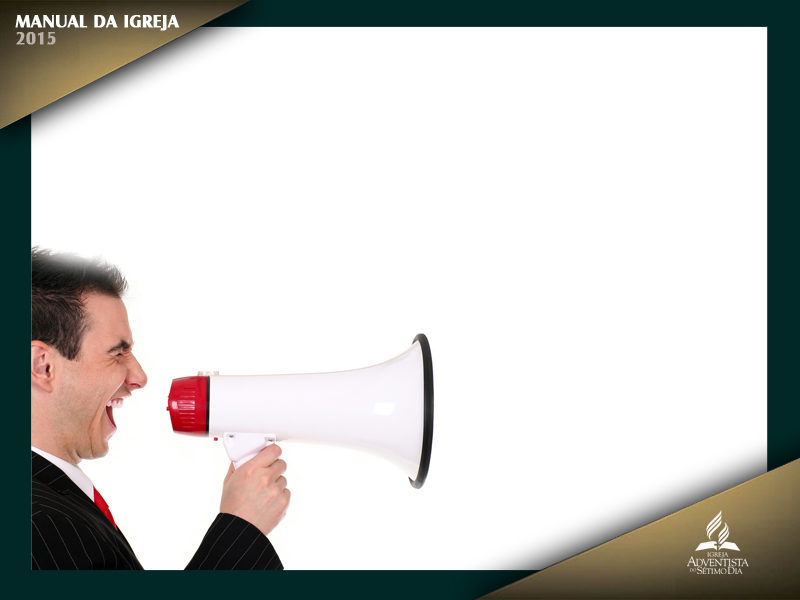 MANUAL DA IGREJA
2015
IGREJA
ADVENTISTA
DO SÉTIMO DIA